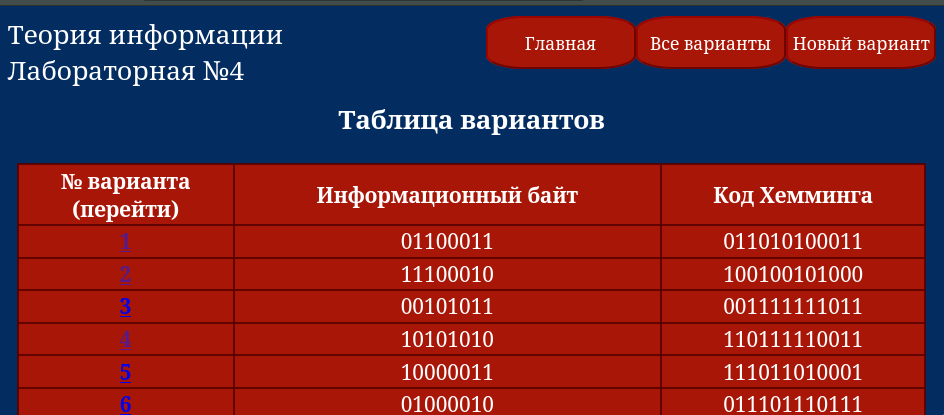 Теория информации
Лабораторная №4
Главная
Все варианты
Новый вариант
Таблица вариантов
№ варианта (перейти) Информационный байт Код Хемминга
1 01100011 011010100011
2 11100010 100100101000
3 00101011 001111111011
4 10101010 110111110011
5 10000011 111011010001
6 01000010 011101110111